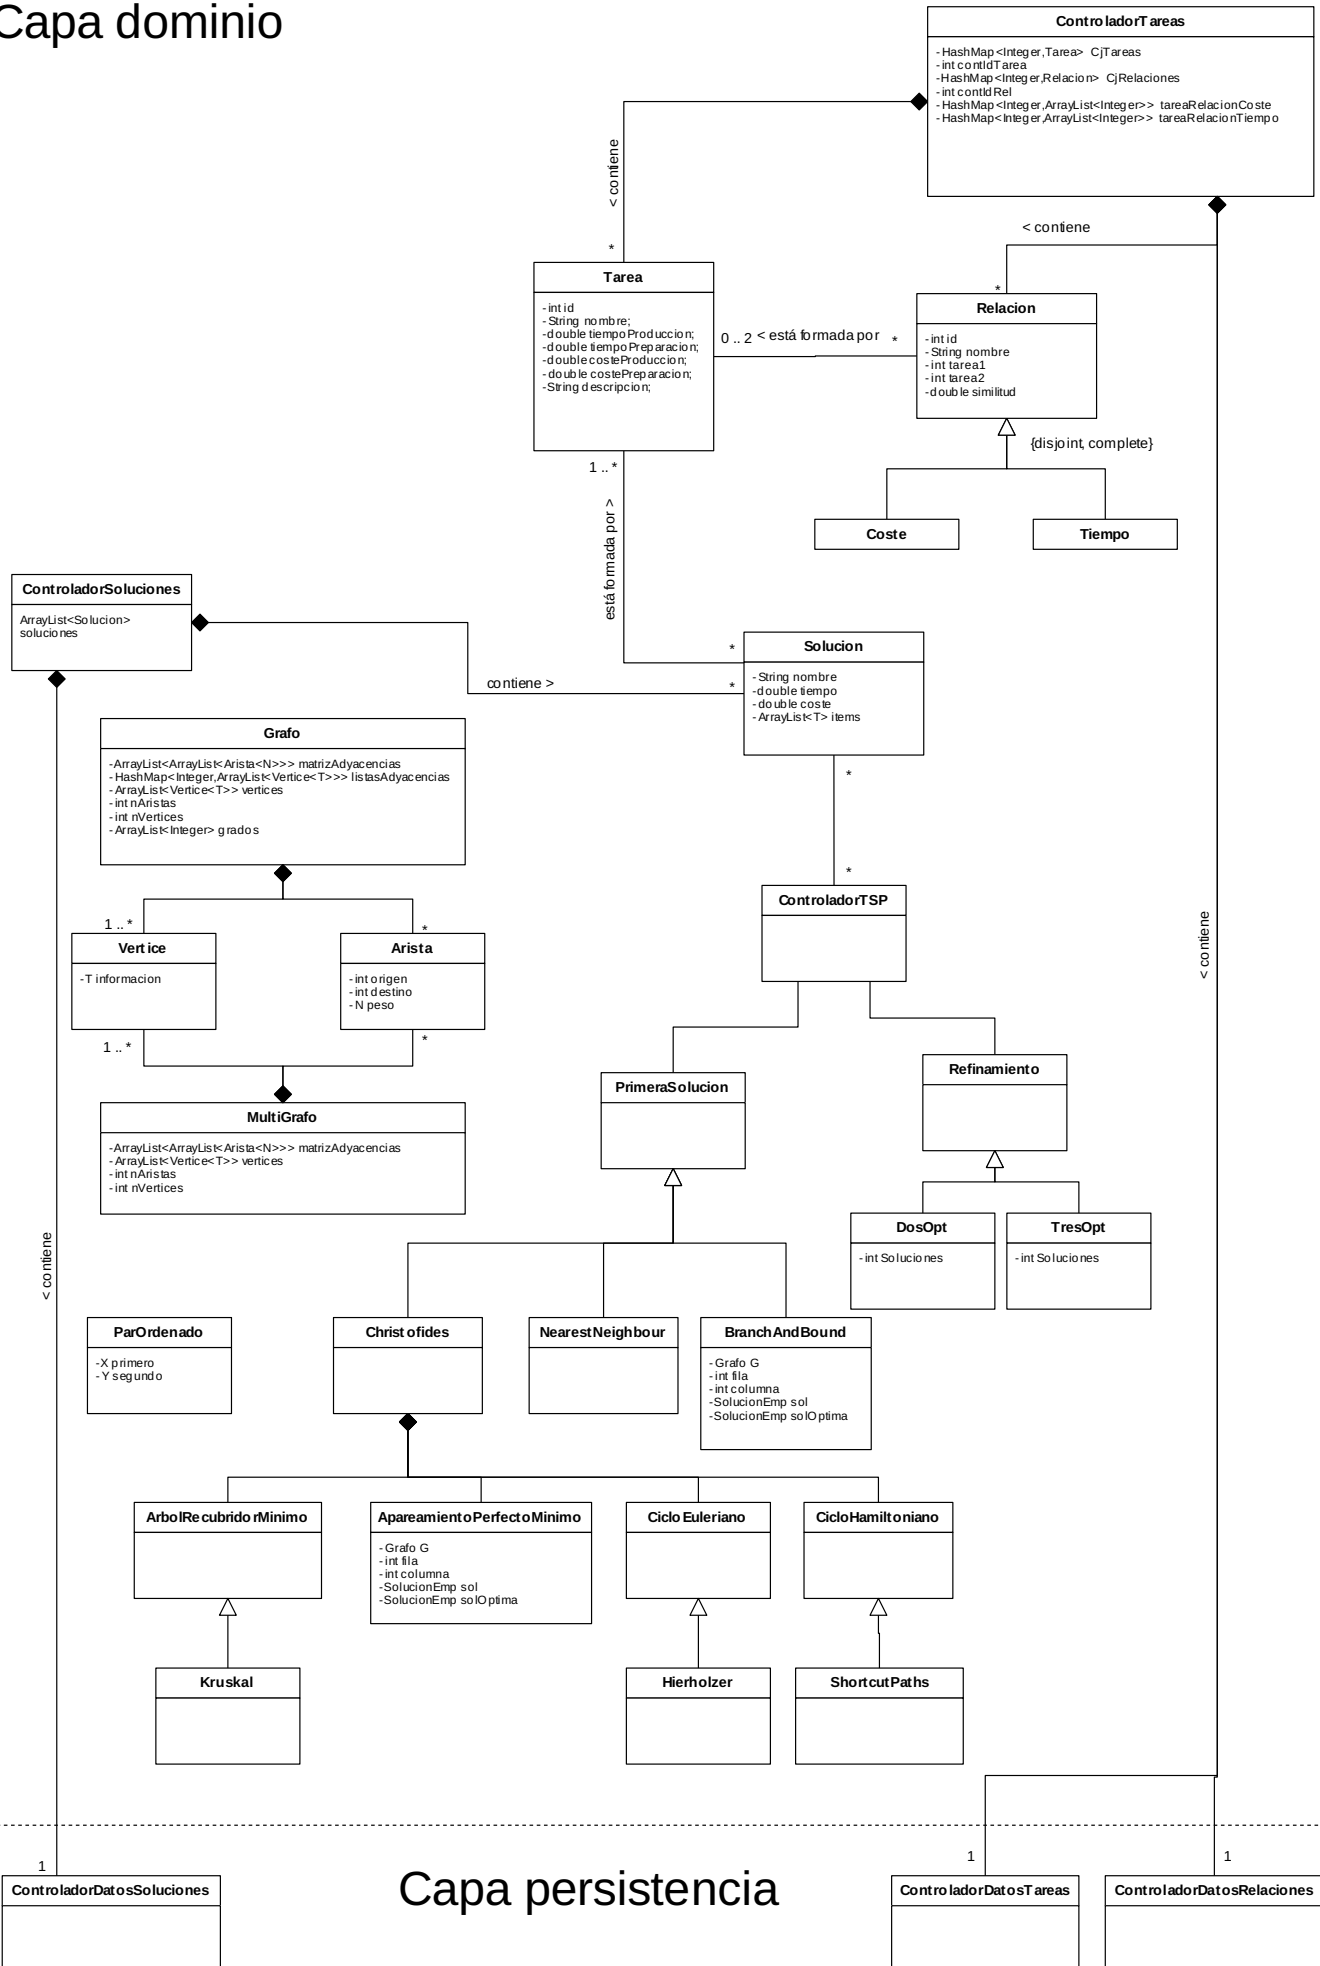 Capa dominio
ControladorTareas
-HashMap<Integer,Tarea> CjTareas
-int contIdTarea
-HashMap<Integer,Relacion> CjRelaciones
-int contIdRel
-HashMap<Integer,ArrayList<Integer>> tareaRelacionCoste
-HashMap<Integer,ArrayList<Integer>> tareaRelacionTiempo
< contiene
*
< contiene
*
Tarea
-int id
-String nombre;
-double tiempoProduccion;
-double tiempoPreparacion;
-double costeProduccion;
-double costePreparacion;
-String descripcion;
0 .. 2 < está formada por *
Relacion
-int id
-String nombre
-int tarea1
-int tarea2
-double similitud
{disjoint, complete}
Coste
Tiempo
1 .. *
está formada por >
*
ControladorSoluciones
ArrayList<Solucion>
soluciones
contiene >
*
Solucion
-String nombre
-double tiempo
-double coste
-ArrayList<T> items
*
*
Grafo
-ArrayList<ArrayList<Arista<N>>> matrizAdyacencias
-HashMap<Integer,ArrayList<Vertice<T>>> listasAdyacencias
-ArrayList<Vertice<T>> vertices
-int nAristas
-int nVertices
-ArrayList<Integer> grados
1 .. *
*
Vertice
-T informacion
Arista
-int origen
-int destino
-N peso
1 .. *
*
MultiGrafo
-ArrayList<ArrayList<Arista<N>>> matrizAdyacencias
-ArrayList<Vertice<T>> vertices
-int nAristas
-int nVertices
ControladorTSP
< contiene
PrimeraSolucion
Refinamiento
DosOpt
-int Soluciones
TresOpt
-int Soluciones
< contiene
ParOrdenado
-X primero
-Y segundo
Christofides
NearestNeighbour
BranchAndBound
-Grafo G
-int fila
-int columna
-SolucionEmp sol
-SolucionEmp solOptima
ArbolRecubridorMinimo
ApareamientoPerfectoMinimo
-Grafo G
-int fila
-int columna
-SolucionEmp sol
-SolucionEmp solOptima
CicloEuleriano
CicloHamiltoniano
Kruskal
Hierholzer
ShortcutPaths
1
1
1
ControladorDatosSoluciones
Capa persistencia
ControladorDatosTareas
ControladorDatosRelaciones